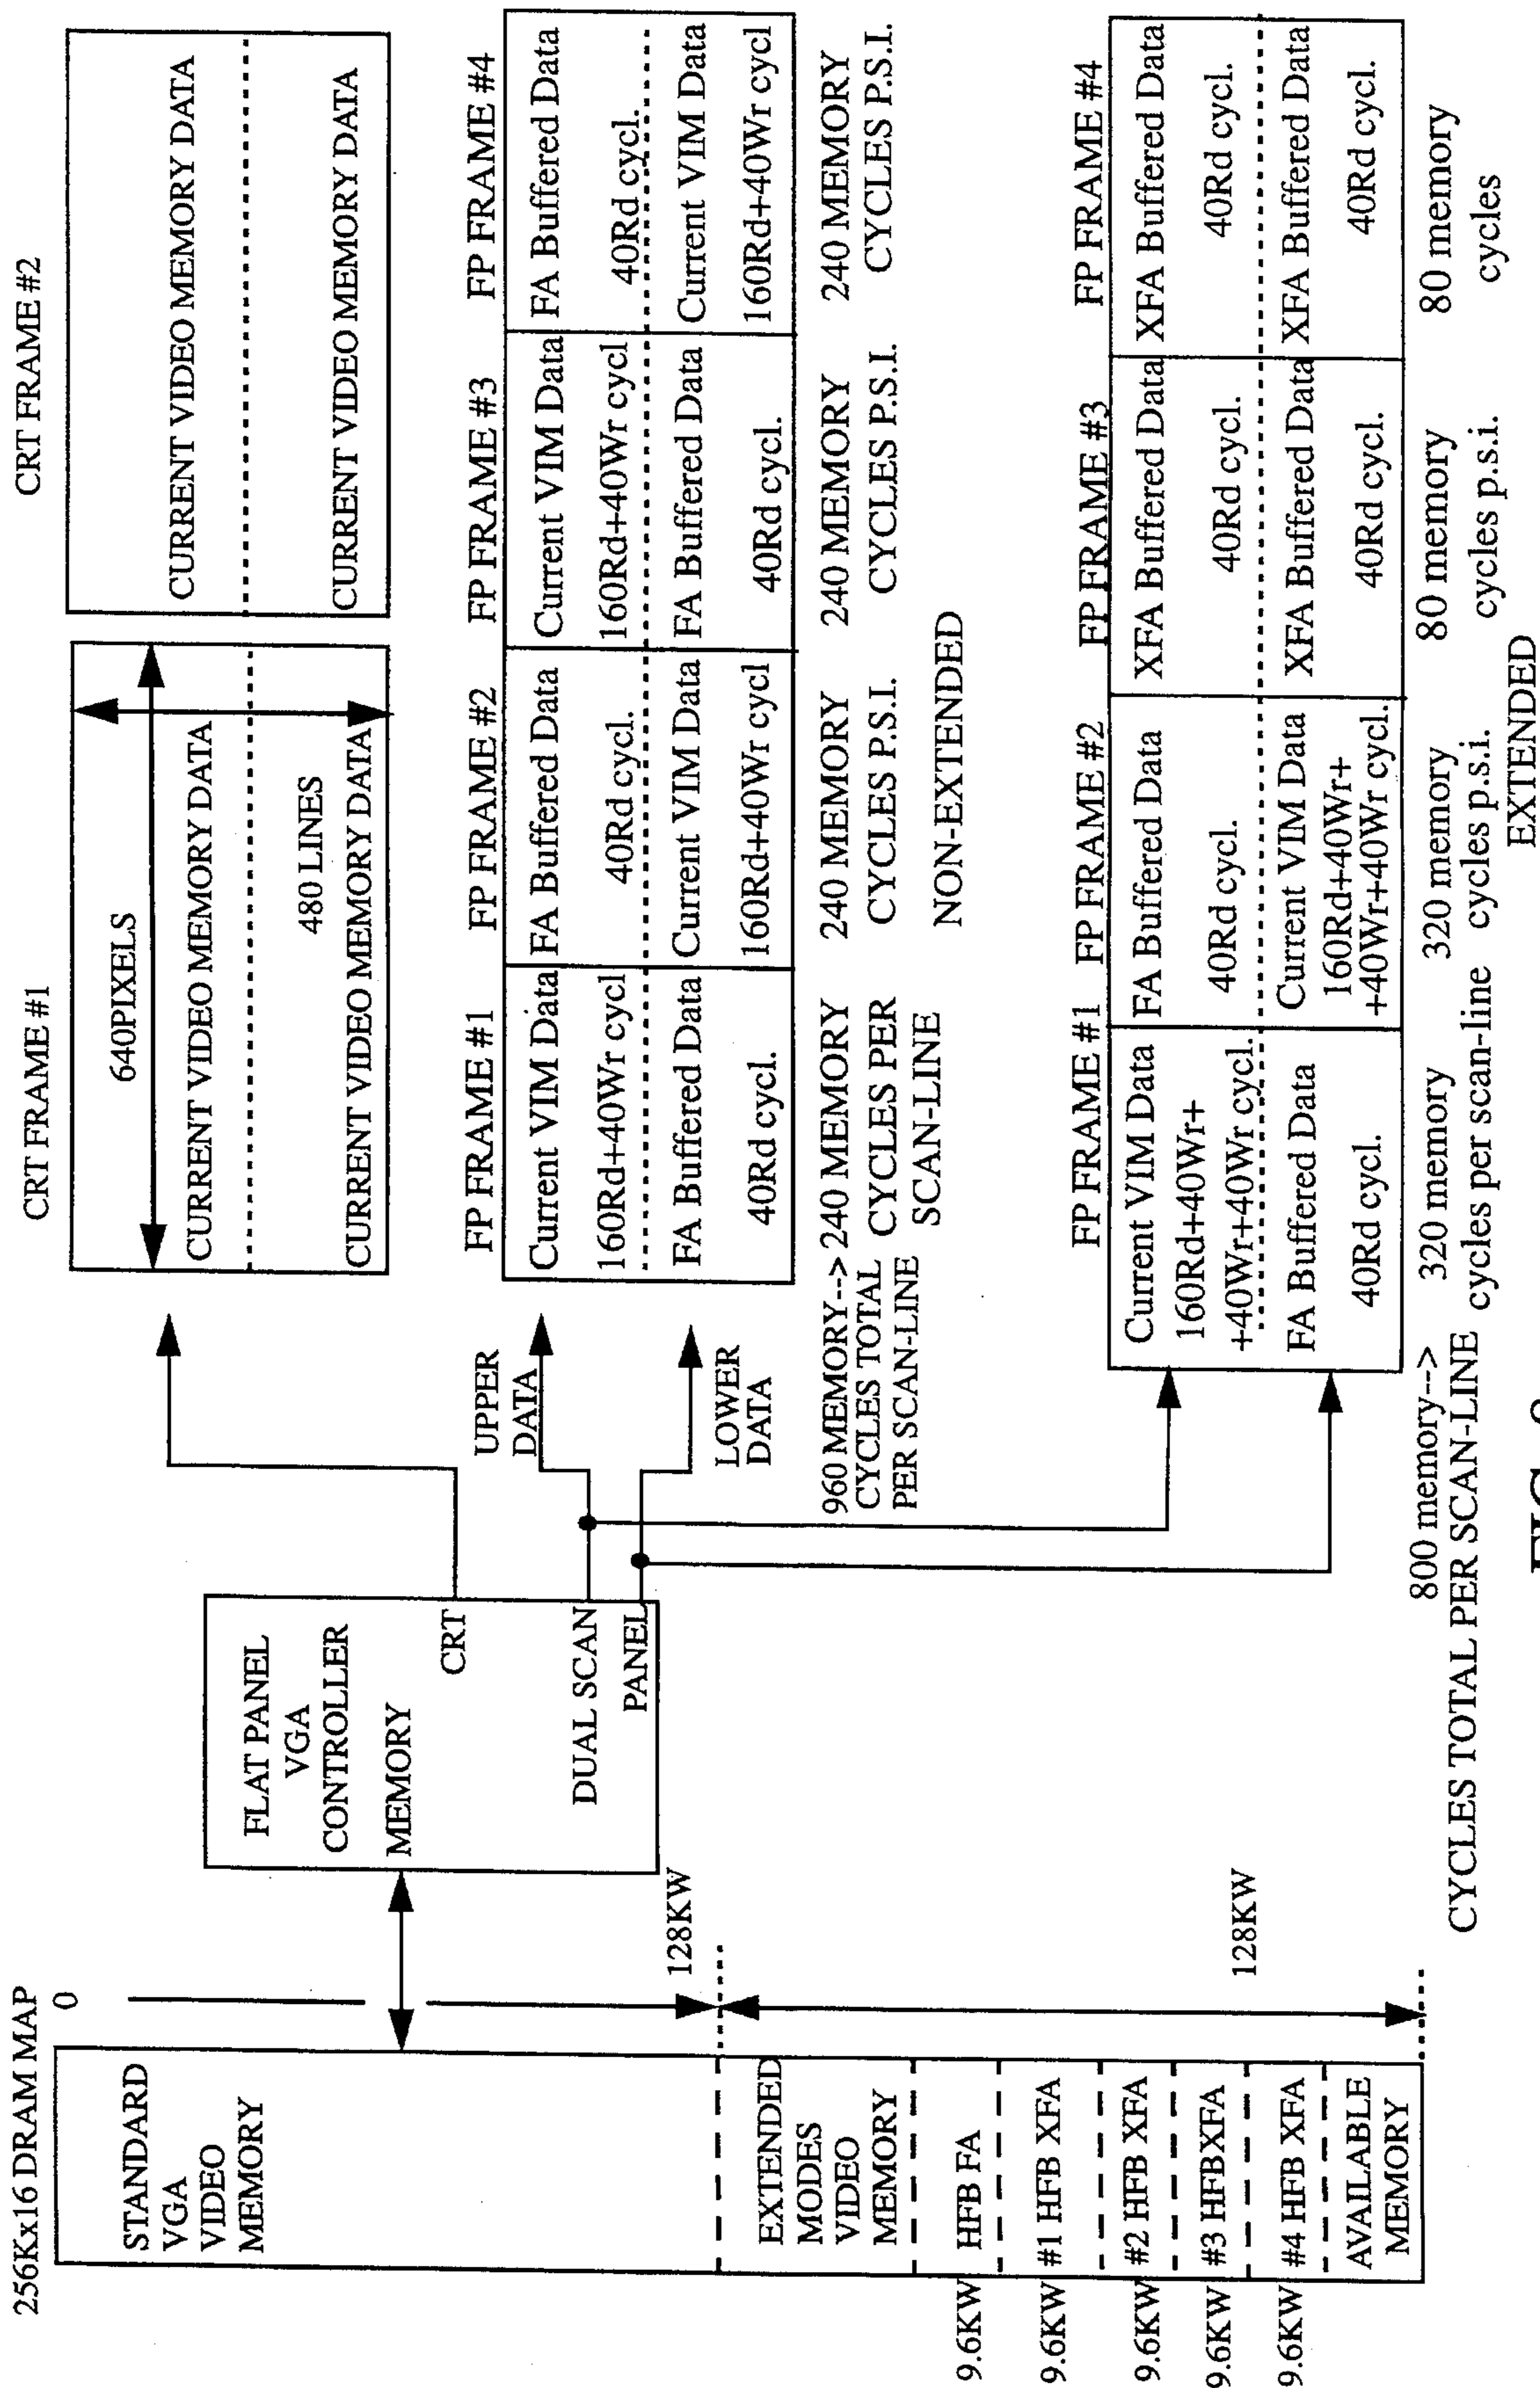 256Kx16 DRAM MAP
0
STANDARD
VGA
VIDEO
MEMORY
128KW
EXTENDED
MODES
VIDEO
MEMORY
HFB FA
9.6KW
#1 HFB XFA
9.6KW
#2 HFB XFA
9.6KW
#3 HFBXFA
9.6KW
#4 HFB XFA
9.6KW
AVAILABLE
MEMORY
128KW
FLAT PANEL
VGA
CONTROLLER
MEMORY
CRT
DUAL SCAN
PANEL
UPPER
DATA
LOWER
DATA
CRT FRAME #1
640PIXELS
CURRENT VIDEO MEMORY DATA
480 LINES
CURRENT VIDEO MEMORY DATA
CRT FRAME #2
CURRENT VIDEO MEMORY DATA
CURRENT VIDEO MEMORY DATA
FP FRAME #1
Current VIM Data
160Rd+40Wr cycl
FA Buffered Data
40Rd cycl.
FP FRAME #2
FA Buffered Data
40Rd cycl.
Current VIM Data
160Rd+40Wr cycl
FP FRAME #3
Current VIM Data
160Rd+40Wr cycl
FA Buffered Data
40Rd cycl.
FP FRAME #4
FA Buffered Data
40Rd cycl.
Current VIM Data
160Rd+40Wr cycl
960 MEMORY-->
CYCLES TOTAL
PER SCAN-LINE
240 MEMORY
CYCLES PER
SCAN-LINE
240 MEMORY
CYCLES P.S.I.
240 MEMORY
CYCLES P.S.I.
240 MEMORY
CYCLES P.S.I.
NON-EXTENDED
FP FRAME #1
Current VIM Data
160Rd+40Wr+
+40Wr+40Wr cycl.
FA Buffered Data
40Rd cycl.
FP FRAME #2
FA Buffered Data
40Rd cycl.
Current VIM Data
160Rd+40Wr+
+40Wr+40Wr cycl.
FP FRAME #3
XFA Buffered Data
40Rd cycl.
XFA Buffered Data
40Rd cycl.
FP FRAME #4
XFA Buffered Data
40Rd cycl.
XFA Buffered Data
40Rd cycl.
800 memory-->
CYCLES TOTAL PER SCAN-LINE
320 memory
cycles per scan-line
320 memory
cycles p.s.i.
80 memory
cycles p.s.i
80 memory
cycles
EXTENDED